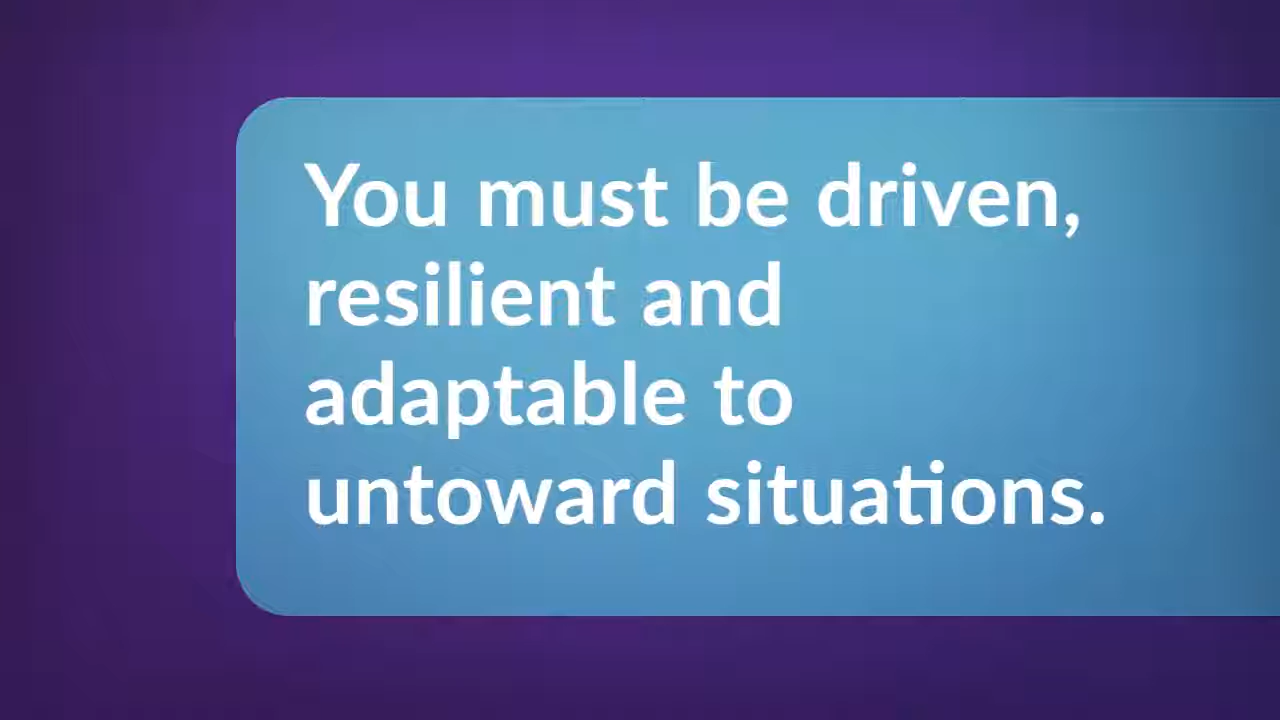 You must be driven,
resilient and
adaptable to
untoward situations.